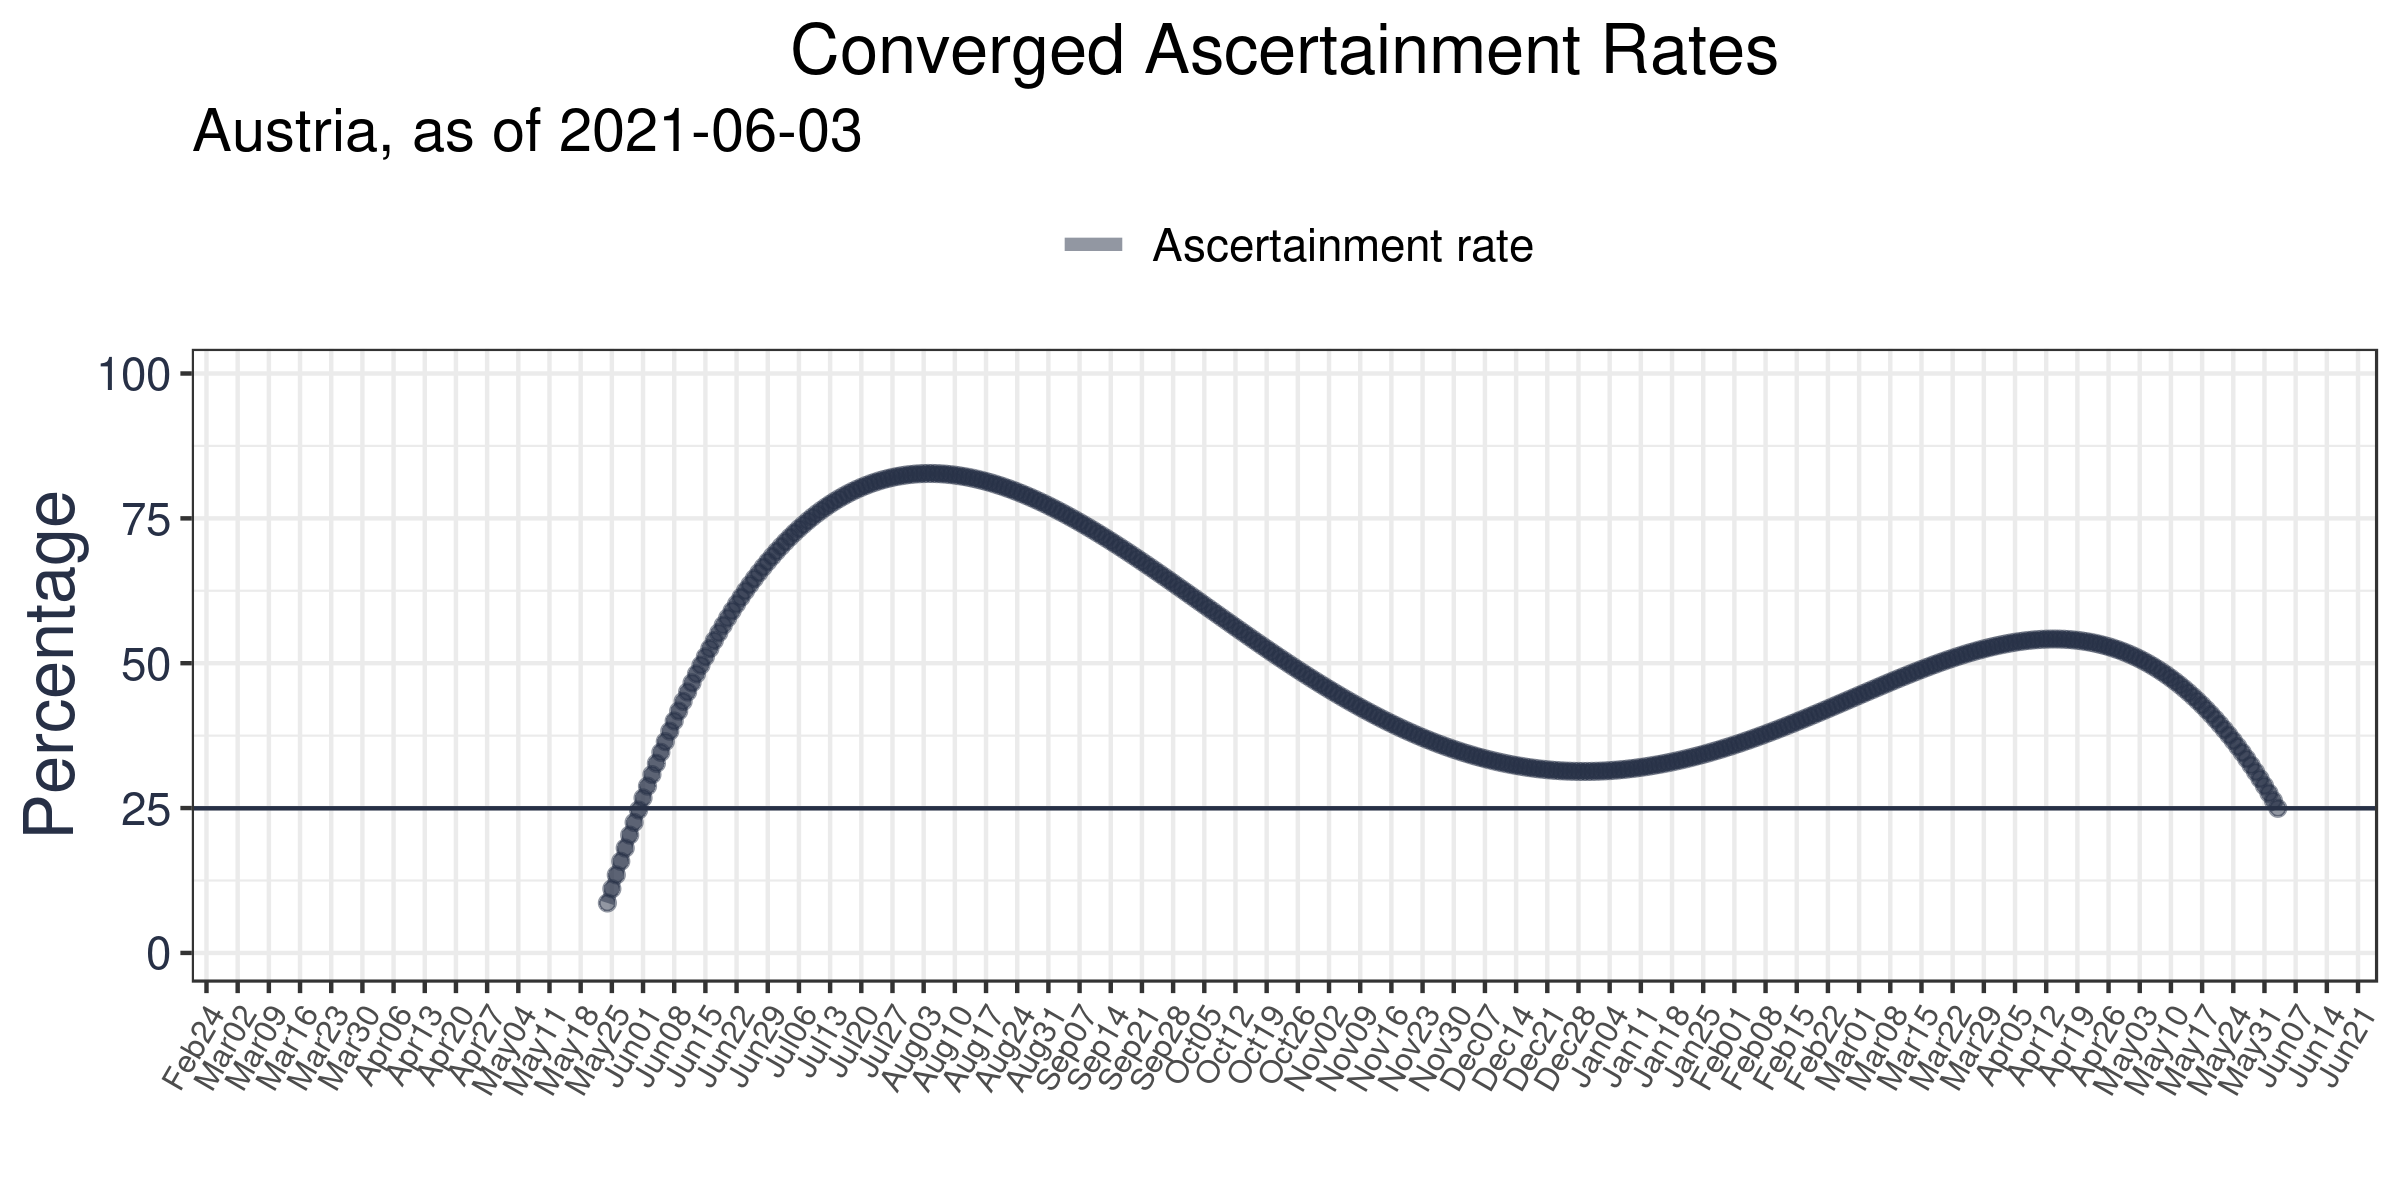 Converged Ascertainment Rates
Austria, as of 2021-06-03
Ascertainment rate
Percentage
100
75
50
25
0
Feb24
Mar02
Mar09
Mar16
Mar23
Mar30
Apr06
Apr13
Apr20
Apr27
May04
May11
May18
May25
Jun01
Jun08
Jun15
Jun22
Jun29
Jul06
Jul13
Jul20
Jul27
Aug03
Aug10
Aug17
Aug24
Aug31
Sep07
Sep14
Sep21
Sep28
Oct05
Oct12
Oct19
Oct26
Nov02
Nov09
Nov16
Nov23
Nov30
Dec07
Dec14
Dec21
Dec28
Jan04
Jan11
Jan18
Jan25
Feb01
Feb08
Feb15
Feb22
Mar01
Mar08
Mar15
Mar22
Mar29
Apr05
Apr12
Apr19
Apr26
May03
May10
May17
May24
May31
Jun07
Jun14
Jun21